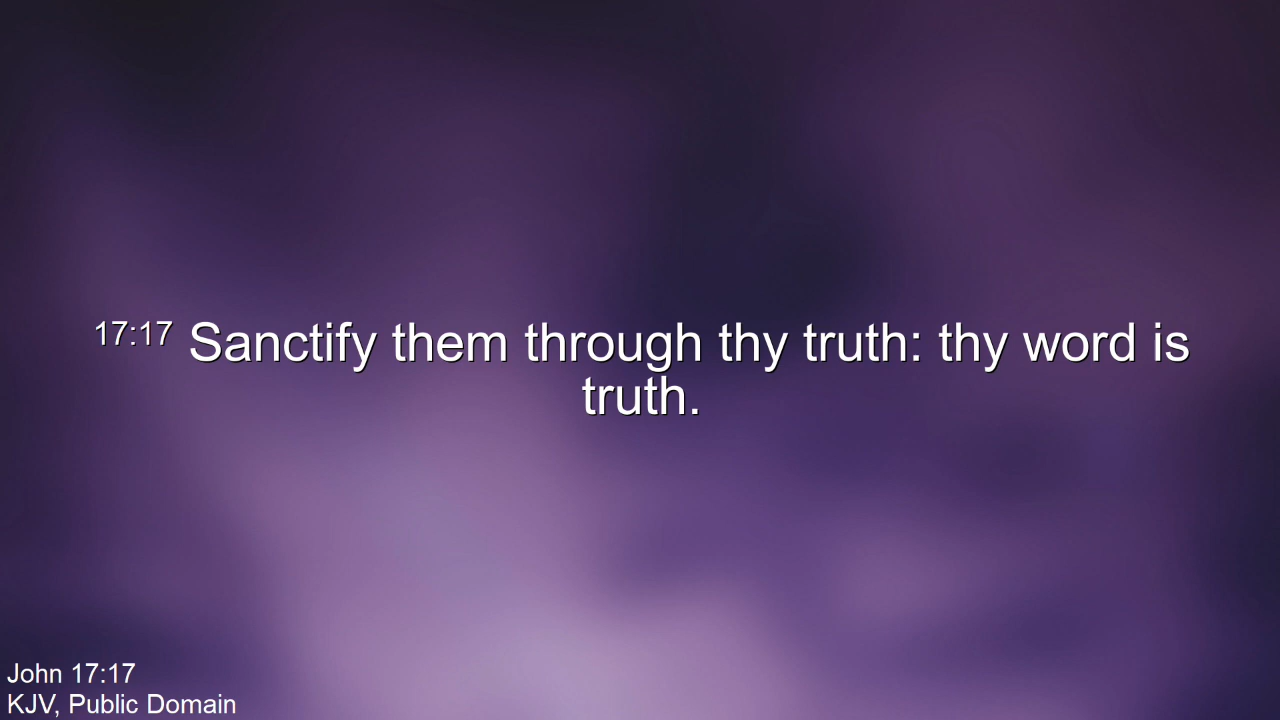 17:17 Sanctify them through thy truth: thy word is
truth.
John 17:17
KJV, Public Domain